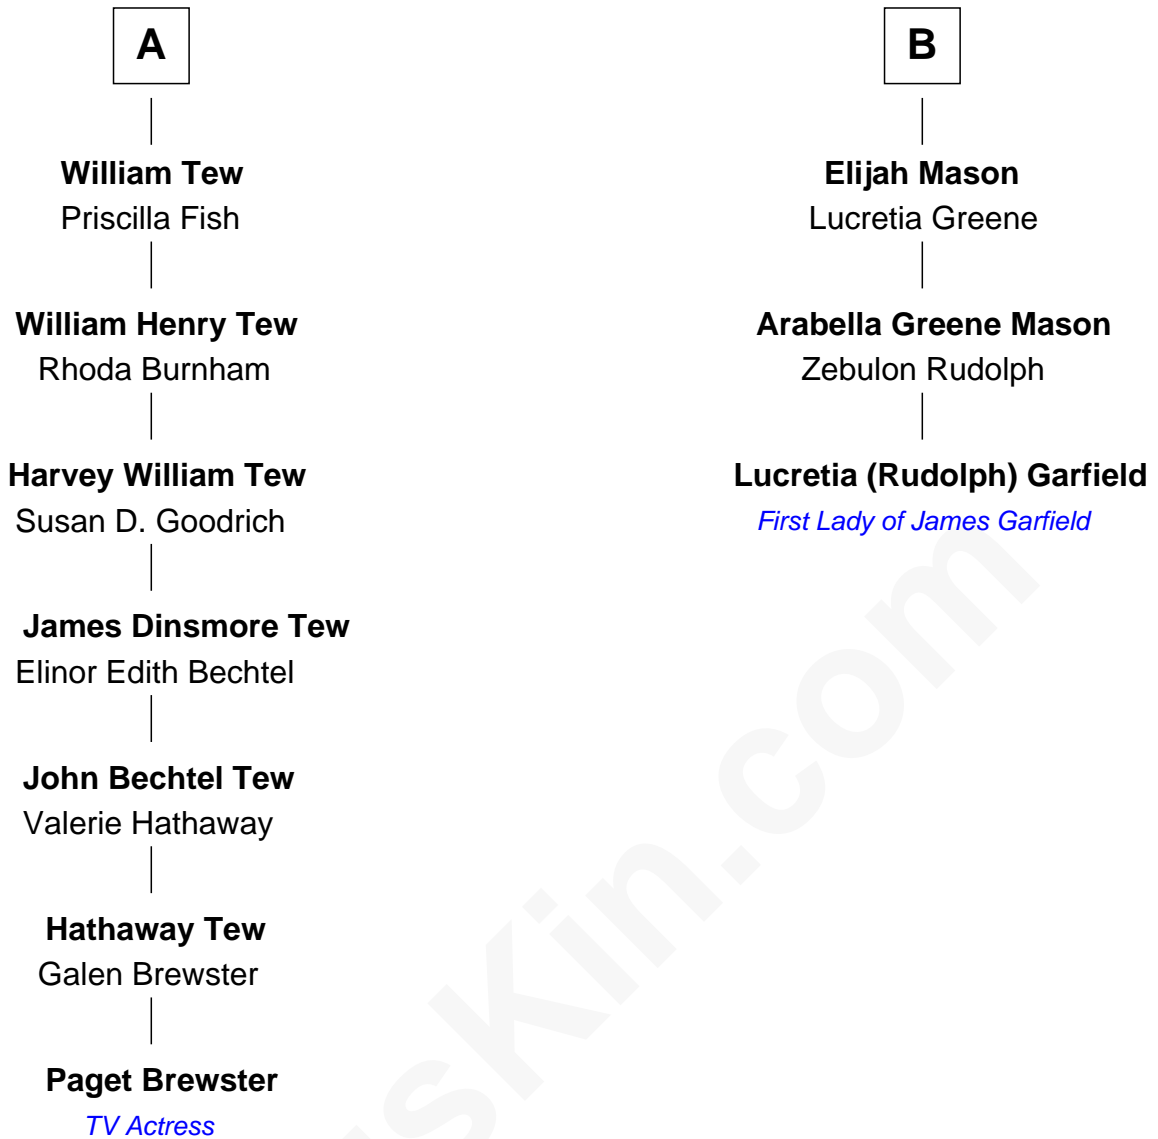 A
William Tew
Priscilla Fish
William Henry Tew
Rhoda Burnham
Harvey William Tew
Susan D. Goodrich
James Dinsmore Tew
Elinor Edith Bechtel
John Bechtel Tew
Valerie Hathaway
Hathaway Tew
Galen Brewster
Paget Brewster
TV Actress
B
Elijah Mason
Lucretia Greene
Arabella Greene Mason
Zebulon Rudolph
Lucretia (Rudolph) Garfield
First Lady of James Garfield
sKin.com